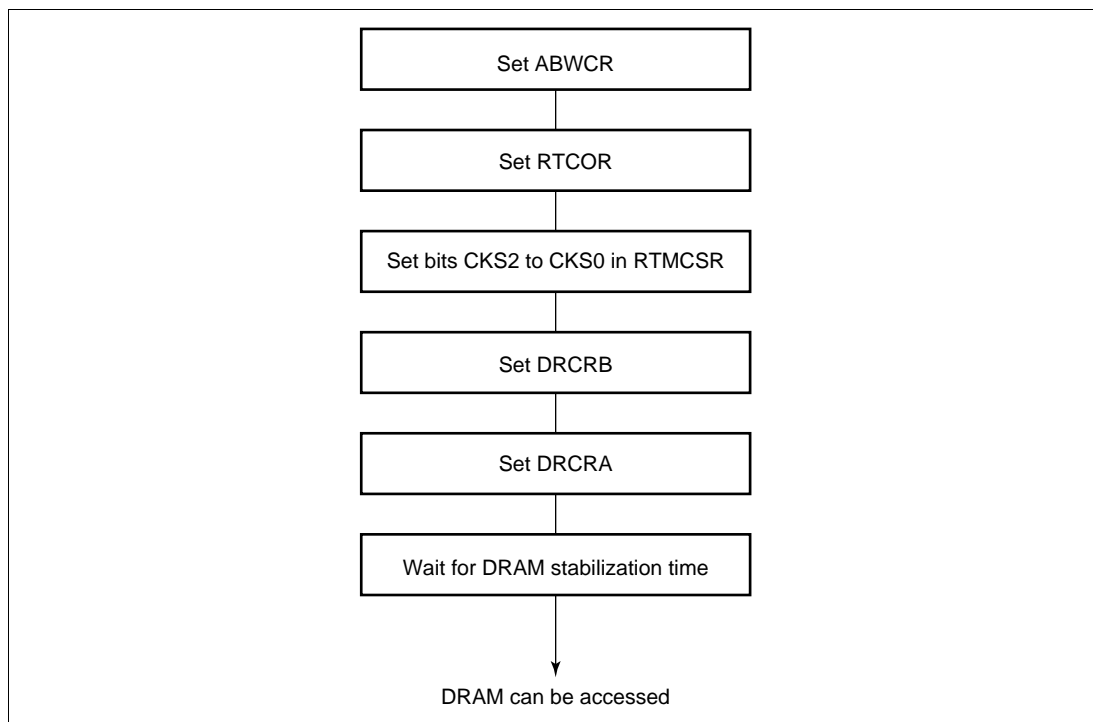 Set ABWCR
Set RTCOR
Set bits CKS2 to CKS0 in RTMCSR
Set DRCRB
Set DRCRA
Wait for DRAM stabilization time
DRAM can be accessed